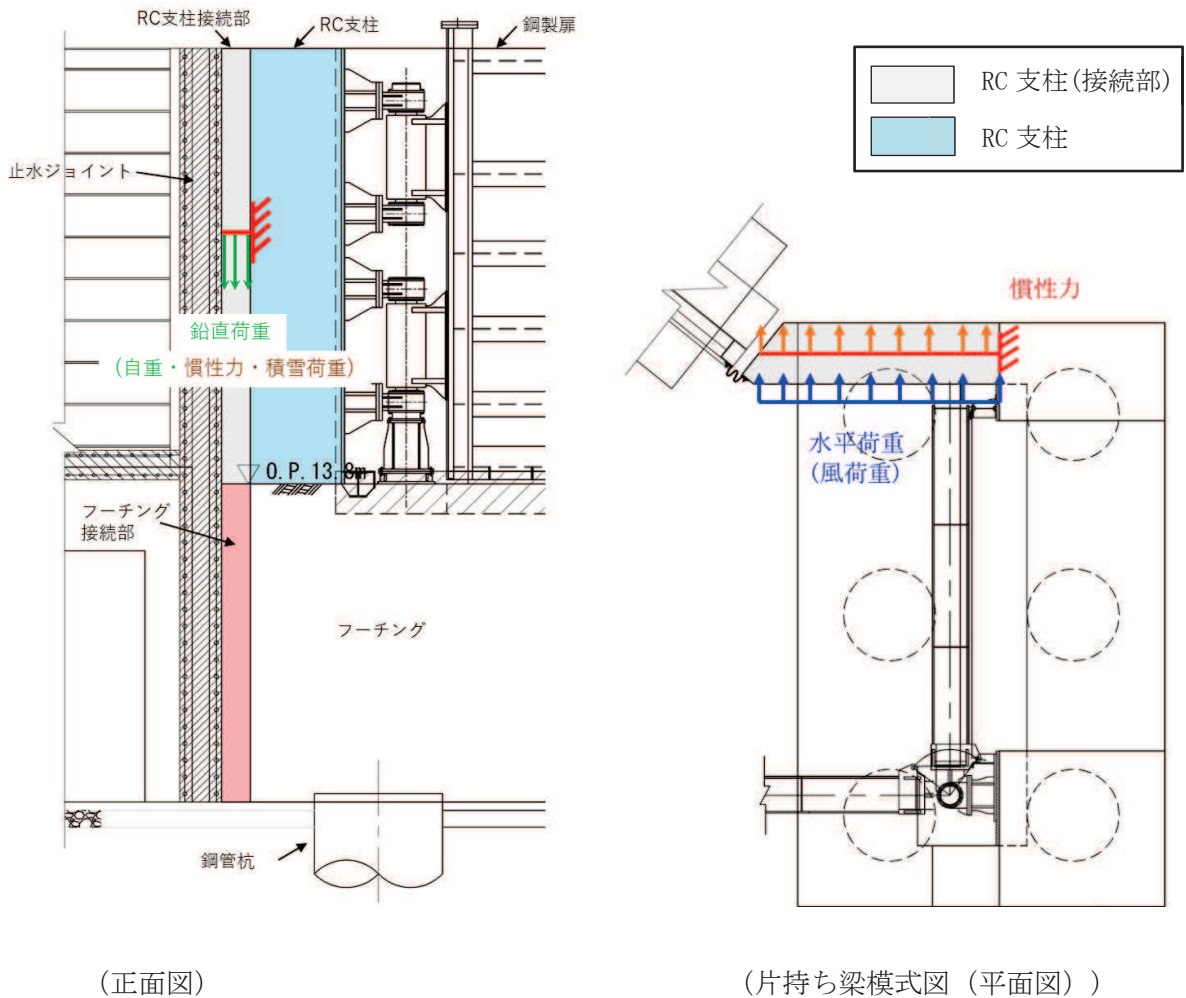 RC支柱接続部
RC支柱
鋼製扉
RC 支柱(接続部)
RC 支柱
止水ジョイント
鉛直荷重
(自重・慣性力・積雪荷重)
O.P.13.8m
フーチング
接続部
フーチング
鋼管杭
慣性力
水平荷重
(風荷重)
(正面図)
(片持ち梁模式図(平面図))